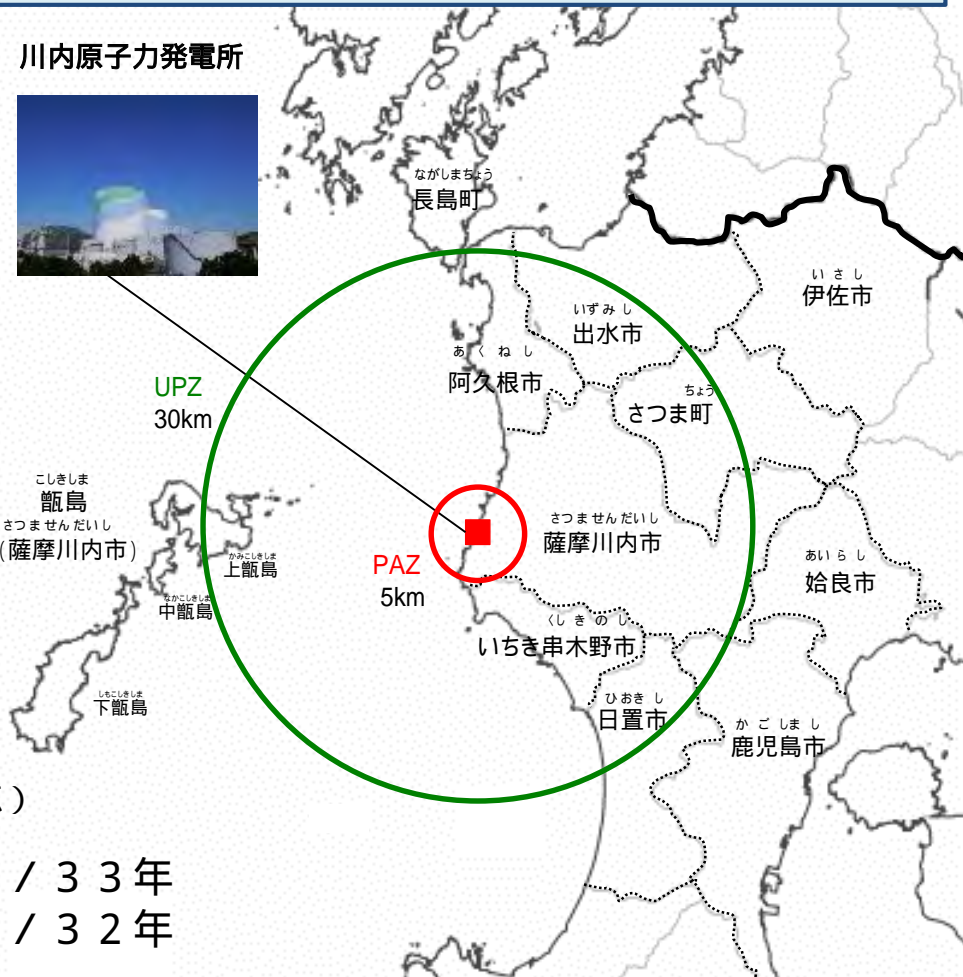 川内原子力発電所
ながしまちょう
長島町
いさし
伊佐市
いずみし
出水市
あくねし
阿久根市
ちょう
さつま町
UPZ
30km
こしきしま
甑島
さつませんだいし
(薩摩川内市)
かみこしきしま
上甑島
なかこしきしま
中甑島
しもこしきしま
下甑島
PAZ
5km
さつませんだいし
薩摩川内市
あいらし
姶良市
くしきのし
いちき串木野市
ひおきし
日置市
かごしまし
鹿児島市
)
/33年
/32年